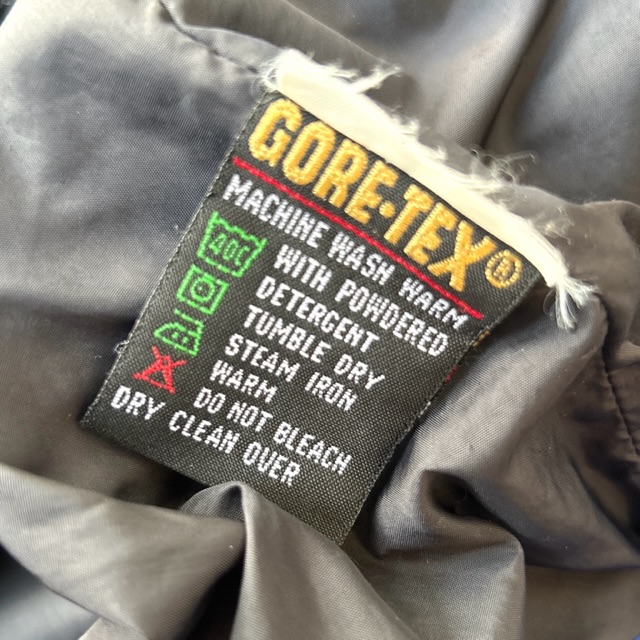 GORE-TEX®
MACHINE WASH WARM
WITH POWDERED
DETERGENT
TUMBLE DRY
STEAM IRON
WARM
DO NOT BLEACH
DRY CLEAN OVER
40C